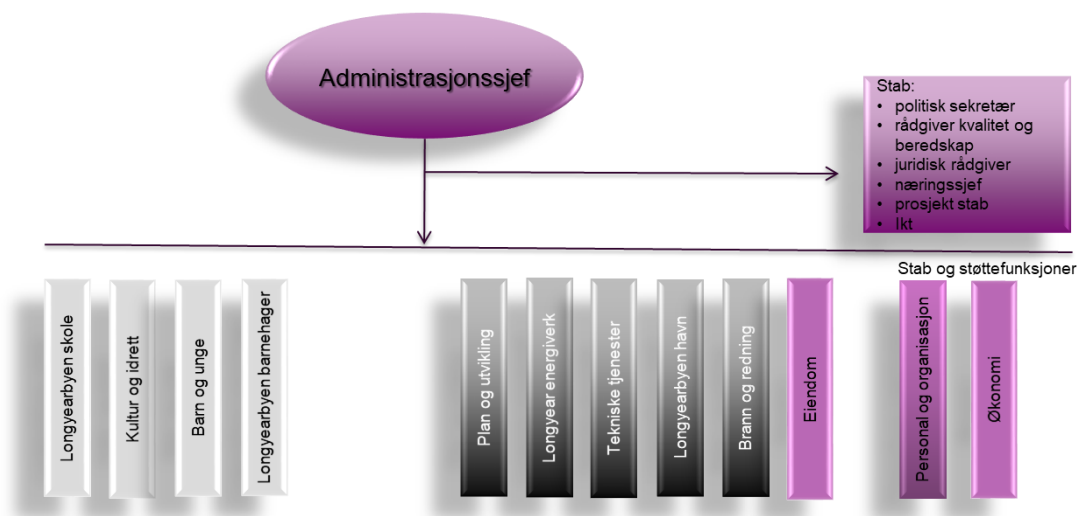 Administrasjonssjef
Stab:
• politisk sekretær
• rådgiver kvalitet og
beredskap
• juridisk rådgiver
• næringssjef
• prosjekt stab
• Ikt
Stab og støttefunksjoner
Longyearbyen skole
Kultur og idrett
Barn og unge
Longyearbyen barnehager
Plan og utvikling
Longyear energiverk
Tekniske tjenester
Longyearbyen havn
Brann og redning
Eiendom
Personal og organisasjon
Økonomi